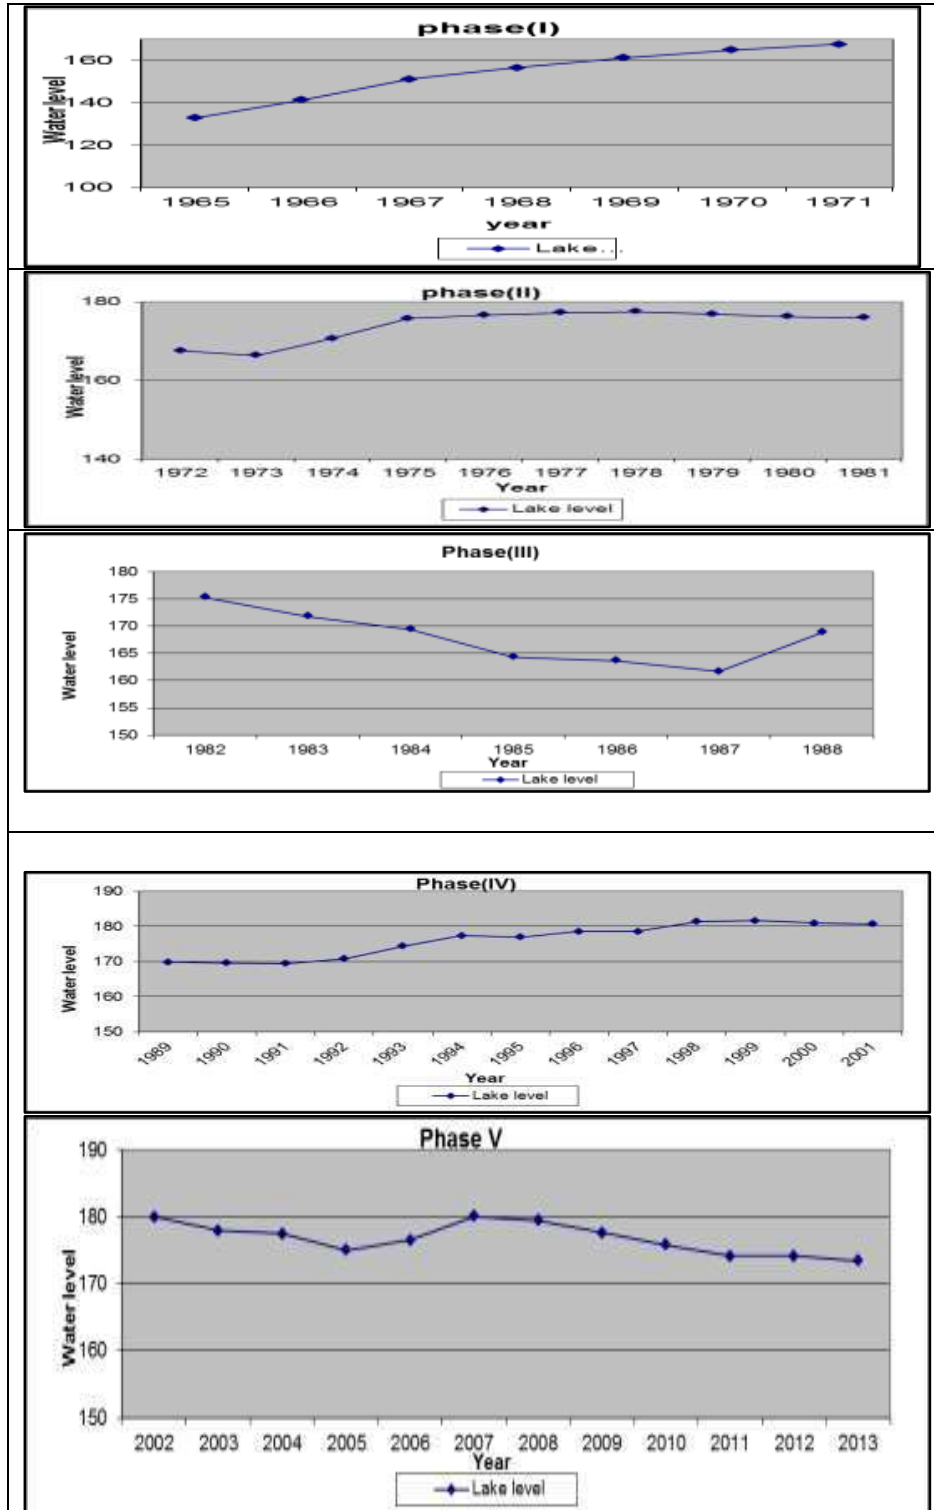 phase(I)
Water level
160
140
120
100
1965 1966 1967 1968 1969 1970 1971
year
Lake...
phase(II)
Water level
180
160
140
1972 1973 1974 1975 1976 1977 1978 1979 1980 1981
Year
Lake level
Phase(III)
Water level
180
175
170
165
160
155
150
1982 1983 1984 1985 1986 1987 1988
Year
Lake level
Phase(IV)
Water level
190
180
170
160
150
1989 1990 1991 1992 1993 1994 1995 1996 1997 1998 1999 2000 2001
Year
Lake level
Phase V
Water level
190
180
170
160
150
2002 2003 2004 2005 2006 2007 2008 2009 2010 2011 2012 2013
Year
Lake level